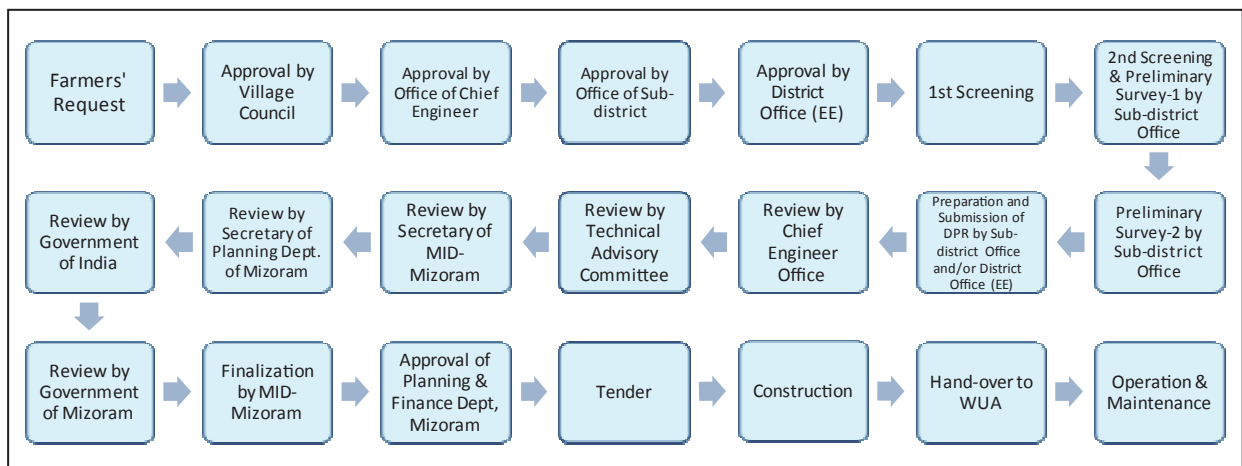 Farmers'
Request
Approval by
Village
Council
Approval by
Office of Chief
Engineer
Approval by
Office of Sub-
district
Approval by
District
Office (EE)
1st Screening
2nd Screening
& Preliminary
Survey-1 by
Sub-district
Office
Preliminary
Survey-2 by
Sub-district
Office
Preparation and
Submission of
DPR by Sub-
district Office
and/or District
Office (EE)
Review by
Chief
Engineer
Office
Review by
Technical
Advisory
Committee
Review by
Secretary of
MID-
Mizoram
Review by
Secretary of
Planning Dept.
of Mizoram
Review by
Government
of India
Review by
Government
of Mizoram
Finalization
by MID-
Mizoram
Approval of
Planning &
Finance Dept,
Mizoram
Tender
Construction
Hand-over to
WUA
Operation &
Maintenance